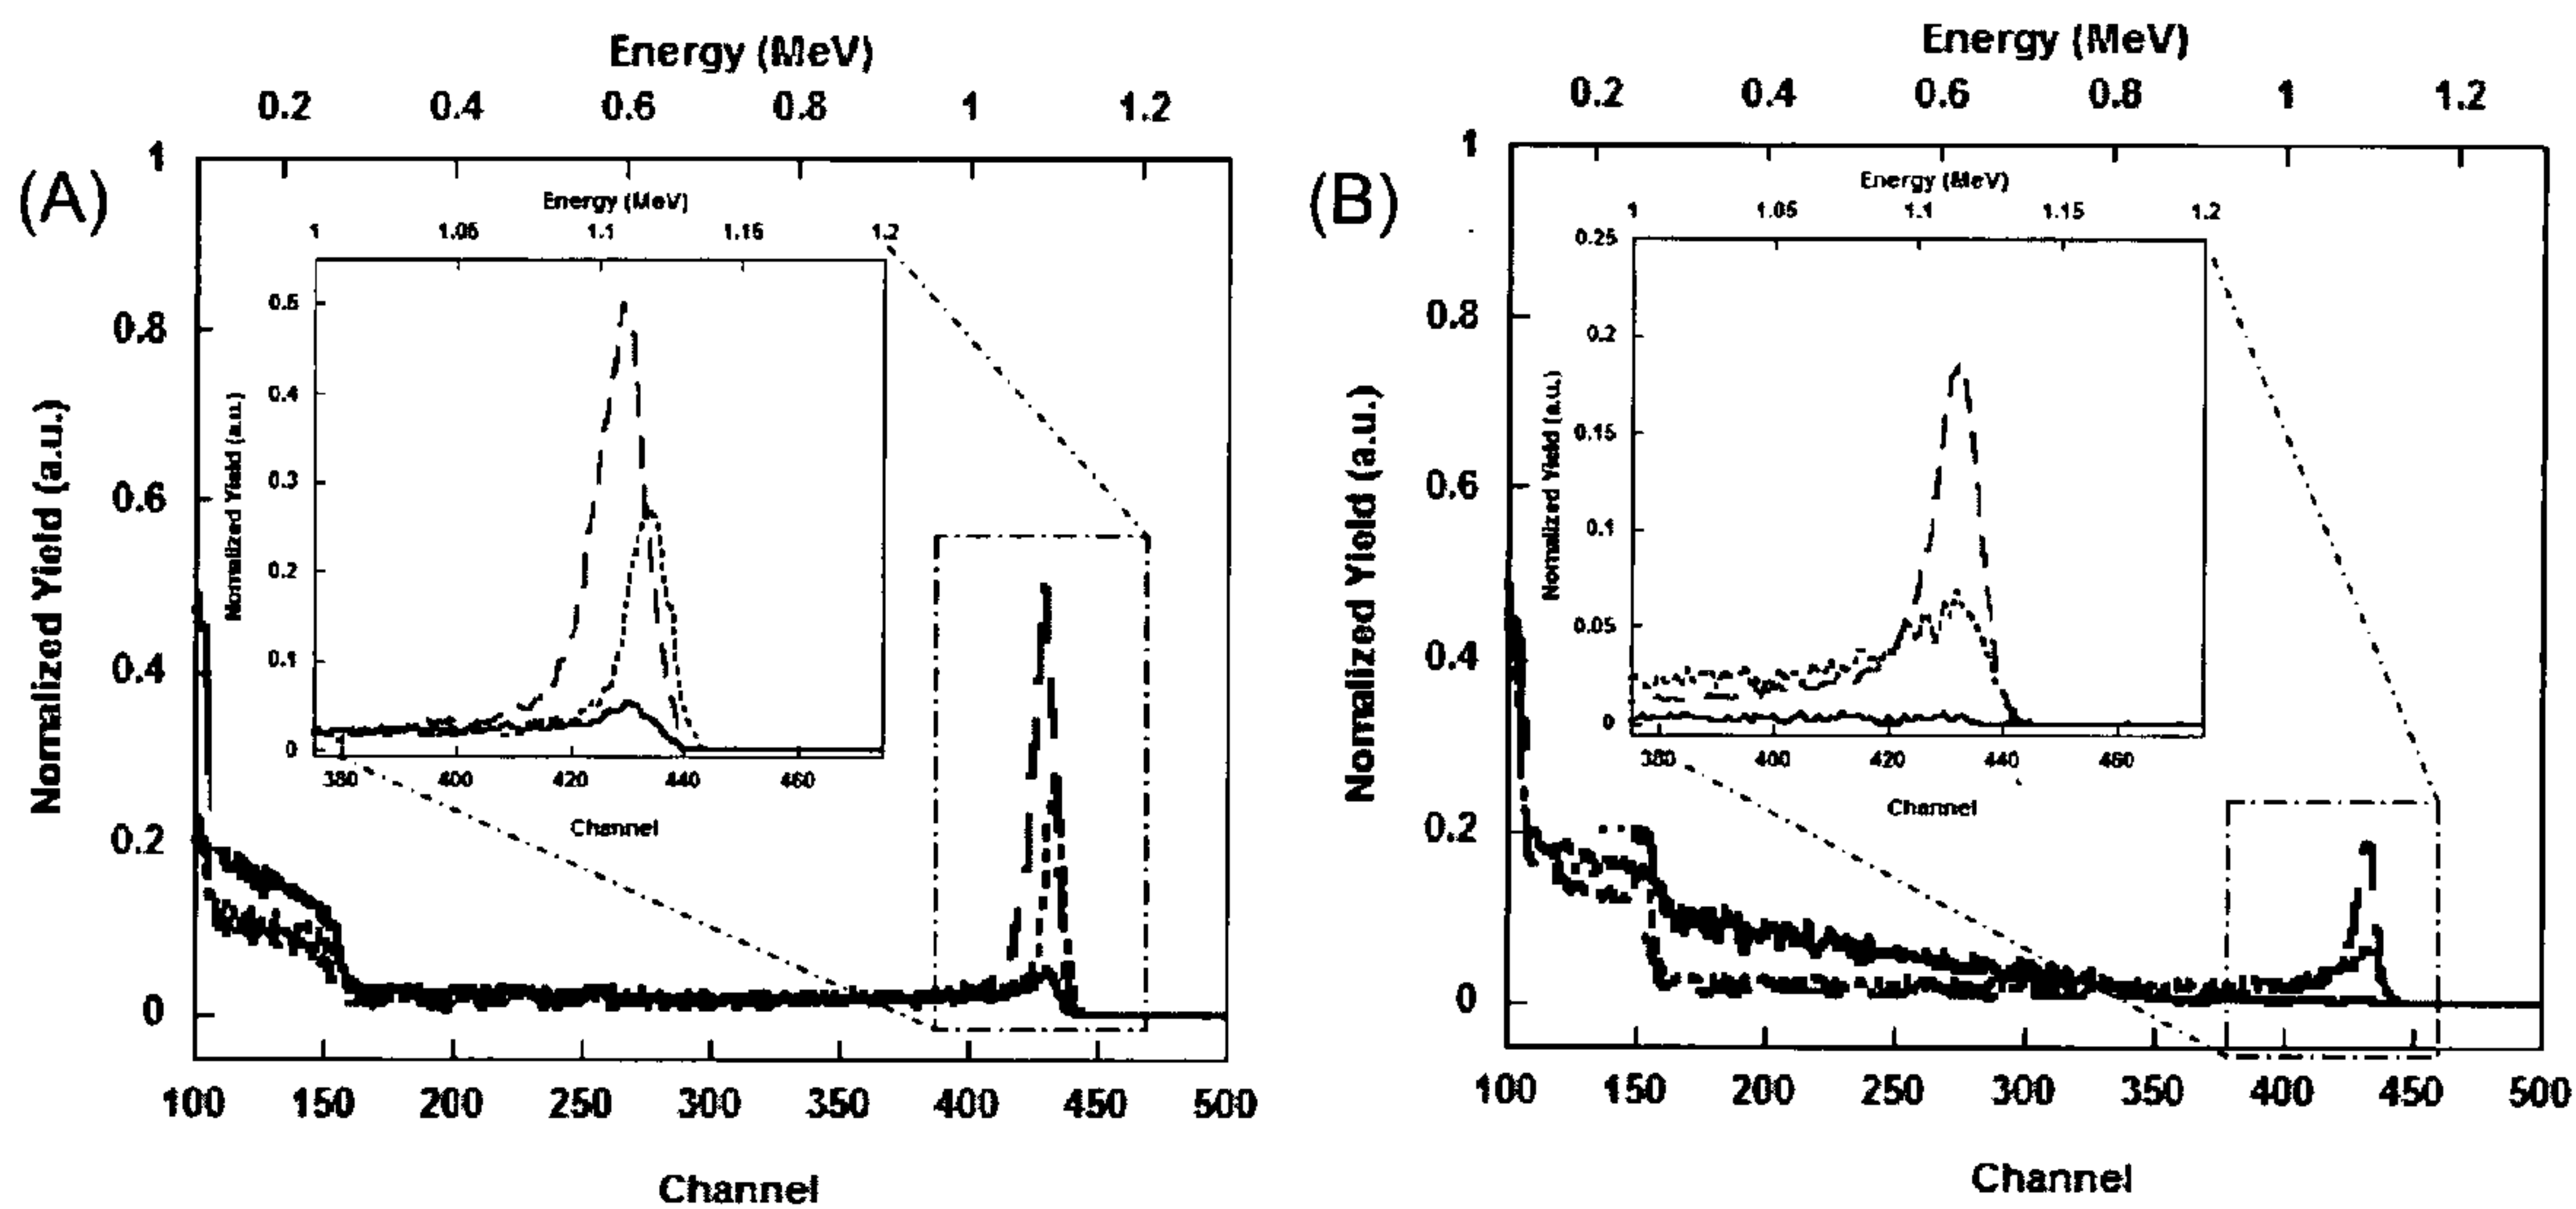 (A)
Energy (MeV)
0.2 0.4 0.6 0.8 1 1.2
Normalized Yield (a.u.)
1
0.8
0.6
0.4
0.2
0
Energy (MeV)
1 1.05 1.1 1.15 1.2
Normalized Yield (a.u.)
0.5
0.4
0.3
0.2
0.1
0
380 400 420 440 460
Channel
100 150 200 250 300 350 400 450 500
Channel
(B)
Energy (MeV)
0.2 0.4 0.6 0.8 1 1.2
Normalized Yield (a.u.)
1
0.8
0.6
0.4
0.2
0
Energy (MeV)
1 1.05 1.1 1.15 1.2
Normalized Yield (a.u.)
0.25
0.2
0.15
0.1
0.05
0
380 400 420 440 460
Channel
100 150 200 250 300 350 400 450 500
Channel